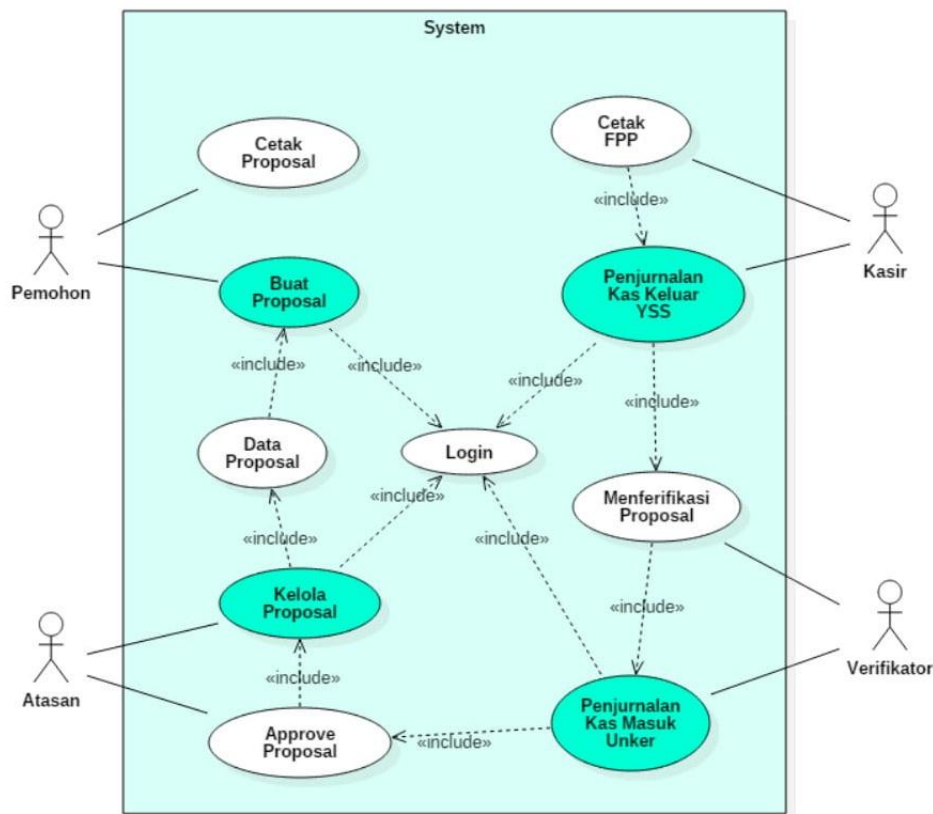 System
Cetak
Proposal
Cetak
FPP
«include»
Pemohon
Kasir
Buat
Proposal
Penjurnalan
Kas Keluar
YSS
«include»
«include»
«include»
«include»
Data
Proposal
Login
Menferifikasi
Proposal
«include»
«include»
«include»
Kelola
Proposal
«include»
Atasan
Verifikator
«include»
Approve
Proposal
«include»
Penjurnalan
Kas Masuk
Unker